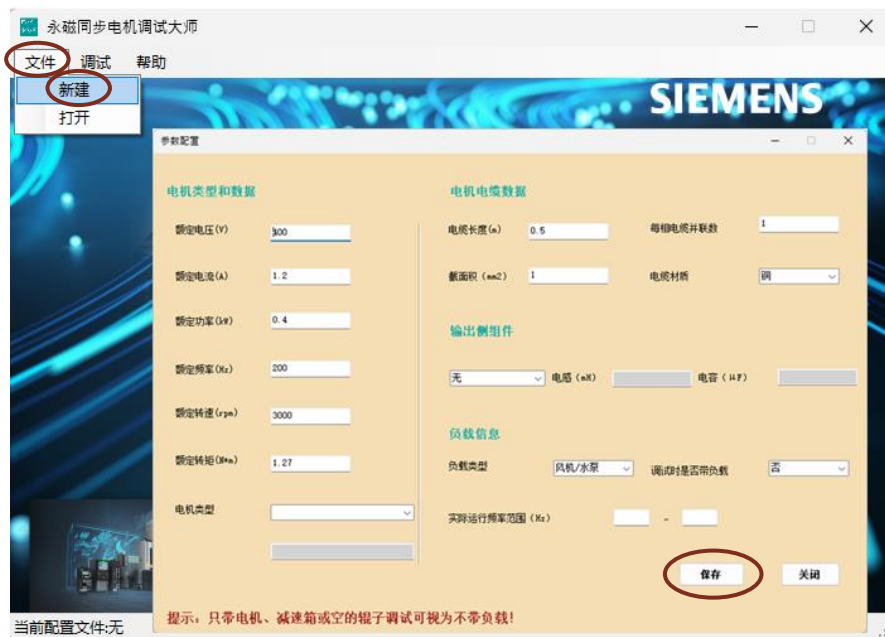 永磁同步电机调试大师
文件 调试 帮助
新建
打开
SIEMENS
参数配置
电机类型和数据
额定电压(V) 300
额定电流(A) 1.2
额定功率(kW) 0.4
额定频率(Hz) 200
额定转速(rpm) 3000
额定转矩(N*m) 1.27
电机类型
电机电缆数据
电缆长度(m) 0.5 每相电缆并联数 1
截面积 (mm2) 1 电缆材质 铜
输出侧组件
无 电感 (mH) 电容 (μF)
负载信息
负载类型 风机/水泵 调试时是否带负载 否
实际运行频率范围 (Hz) -
保存 关闭
提示：只带电机、减速箱或空的辊子调试可视为不带负载!
当前配置文件:无